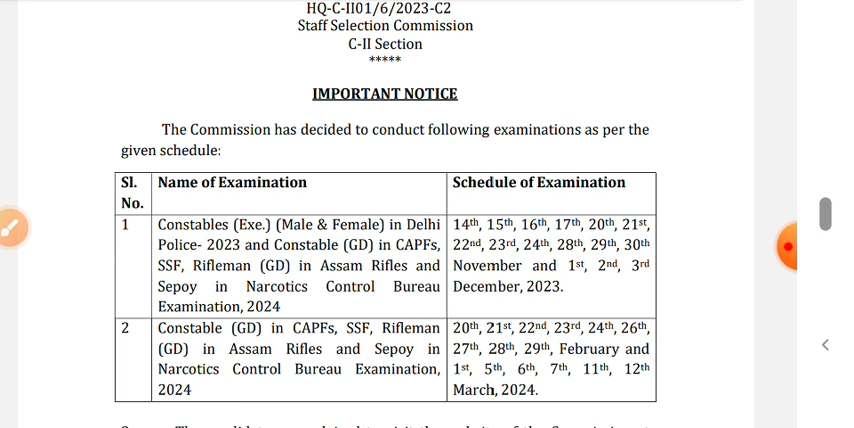 HQ-C-II01/6/2023-C2
Staff Selection Commission
C-II Section
*****
IMPORTANT NOTICE
The Commission has decided to conduct following examinations as per the
given schedule:
Sl. No.
Name of Examination
Schedule of Examination
1
Constables (Exe.) (Male & Female) in Delhi
Police- 2023 and Constable (GD) in CAPFs,
SSF, Rifleman (GD) in Assam Rifles and
Sepoy in Narcotics Control Bureau
Examination, 2024
14th, 15th, 16th, 17th, 20th, 21st,
22nd, 23rd, 24th, 28th, 29th, 30th
November and 1st, 2nd, 3rd
December, 2023.
2
Constable (GD) in CAPFs, SSF, Rifleman
(GD) in Assam Rifles and Sepoy in
Narcotics Control Bureau Examination,
2024
20th, 21st, 22nd, 23rd, 24th, 26th,
27th, 28th, 29th, February and
1st, 5th, 6th, 7th, 11th, 12th
March, 2024.